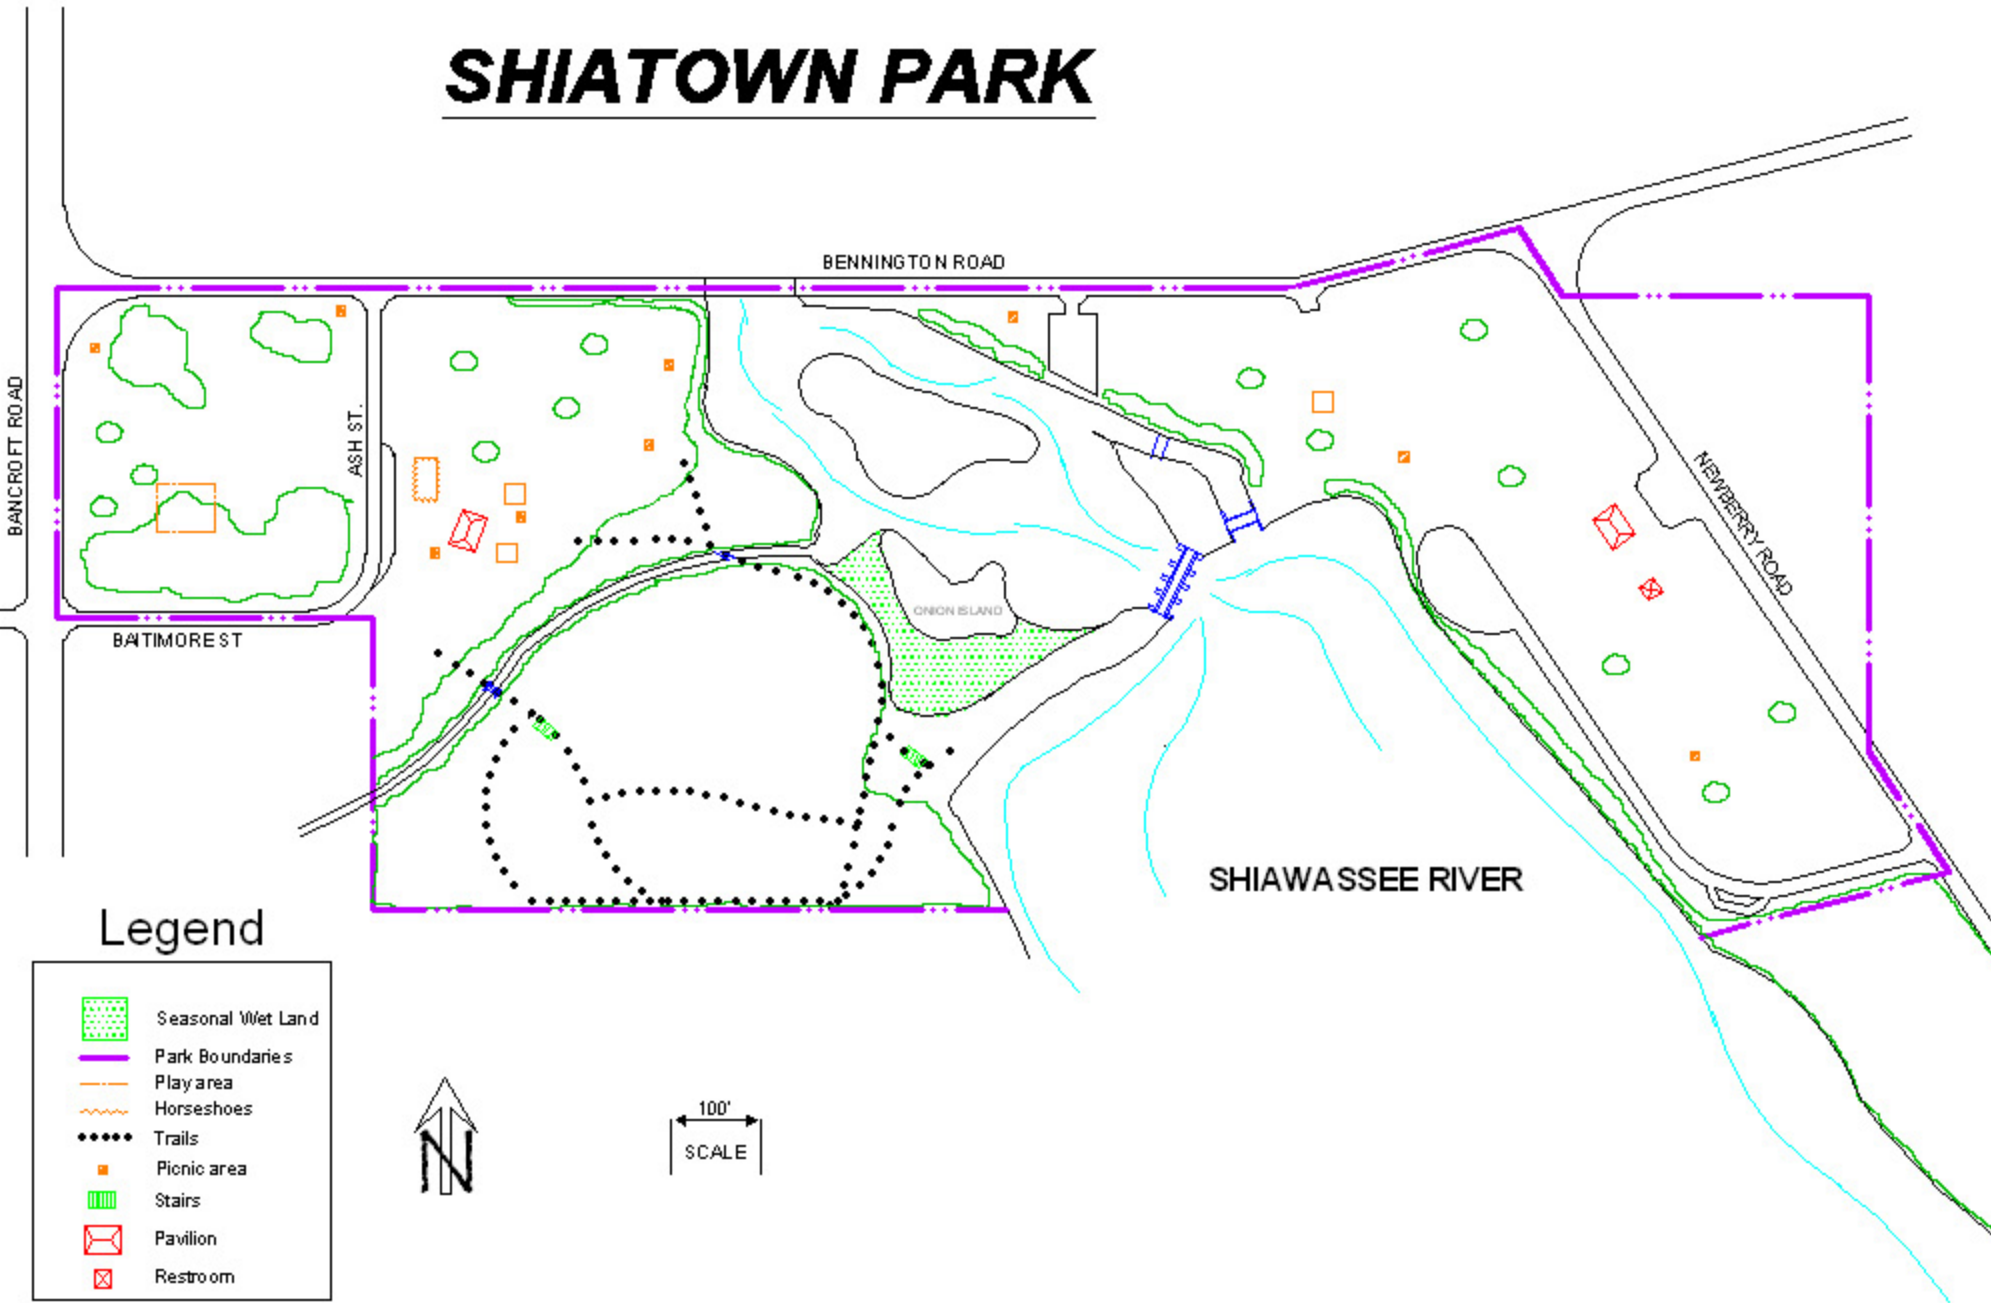 SHIATOWN PARK
BENNINGTON ROAD
BANCROFT ROAD
ASH ST.
NEWBERRY ROAD
ONION ISLAND
BALTIMORE ST
SHIAWASSEE RIVER
Legend
Seasonal Wet Land
Park Boundaries
Play area
Horseshoes
Trails
Picnic area
Stairs
Pavilion
Restroom
N
100'
SCALE